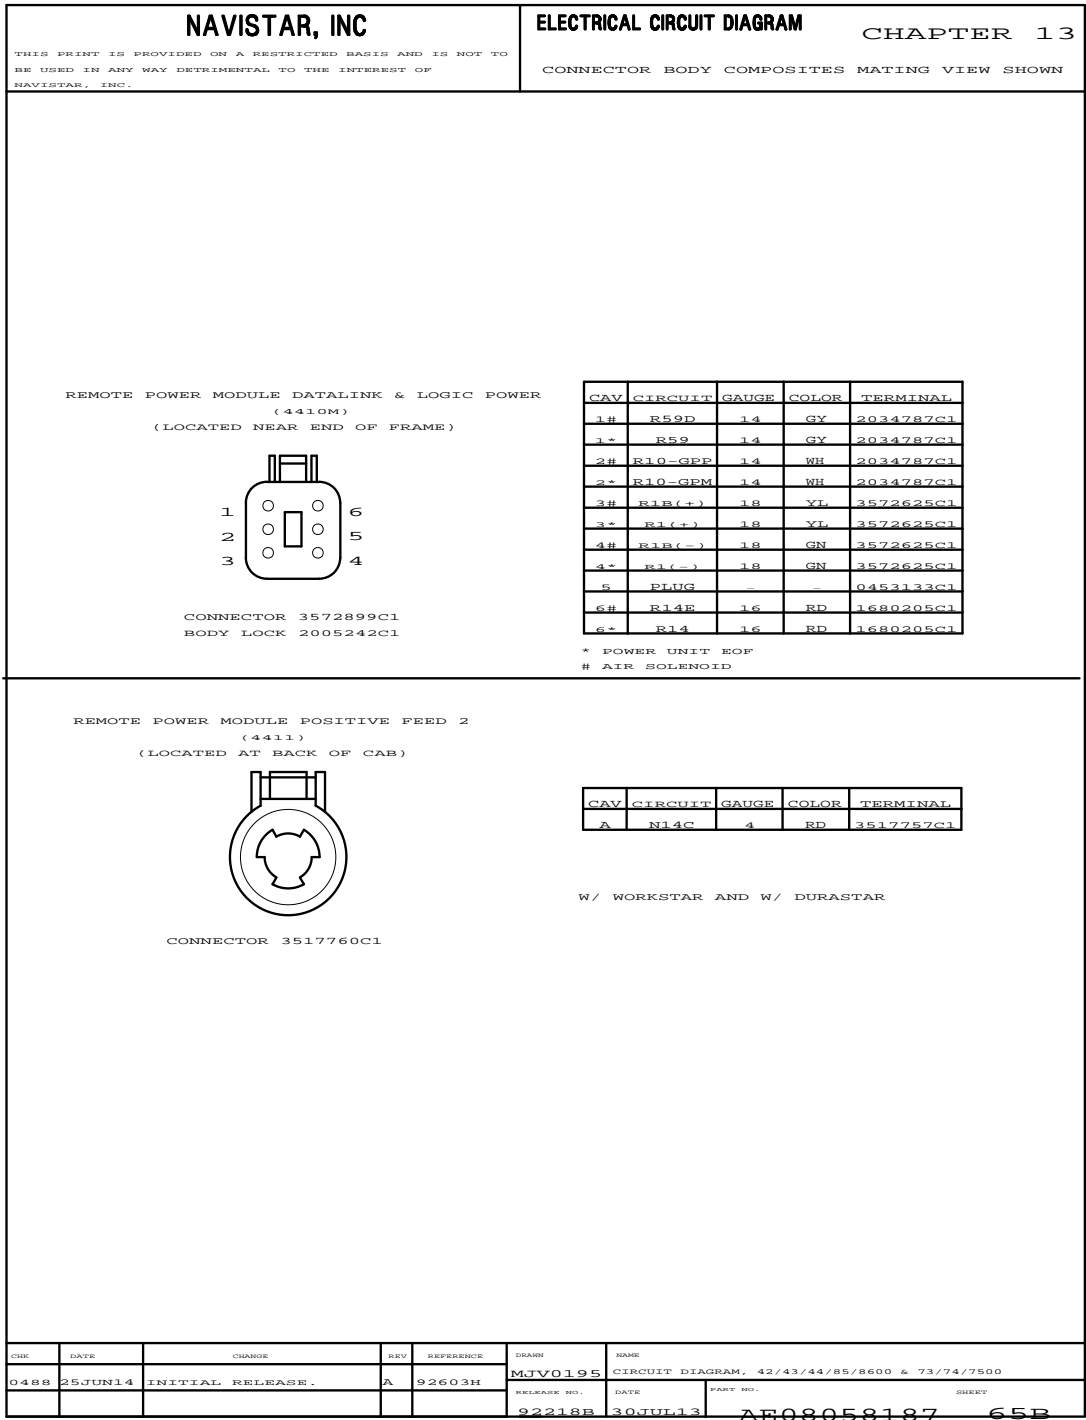 NAVISTAR, INC
THIS PRINT IS PROVIDED ON A RESTRICTED BASIS AND IS NOT TO
BE USED IN ANY WAY DETRIMENTAL TO THE INTEREST OF
NAVISTAR, INC.
ELECTRICAL CIRCUIT DIAGRAM
CHAPTER 13
CONNECTOR BODY COMPOSITES MATING VIEW SHOWN
REMOTE POWER MODULE DATALINK & LOGIC POWER
(4410M)
(LOCATED NEAR END OF FRAME)
1 6
2 5
3 4
CONNECTOR 3572899C1
BODY LOCK 2005242C1
CAV CIRCUIT GAUGE COLOR TERMINAL
1# R59D 14 GY 2034787C1
1* R59 14 GY 2034787C1
2# R10-GPP 14 WH 2034787C1
2* R10-GPM 14 WH 2034787C1
3# R1B(+) 18 YL 3572625C1
3* R1(+) 18 YL 3572625C1
4# R1B(-) 18 GN 3572625C1
4* R1(-) 18 GN 3572625C1
5 PLUG - - 0453133C1
6# R14E 16 RD 1680205C1
6* R14 16 RD 1680205C1
* POWER UNIT EOF
# AIR SOLENOID
REMOTE POWER MODULE POSITIVE FEED 2
(4411)
(LOCATED AT BACK OF CAB)
CONNECTOR 3517760C1
CAV CIRCUIT GAUGE COLOR TERMINAL
A N14C 4 RD 3517757C1
W/ WORKSTAR AND W/ DURASTAR
CHK DATE CHANGE REV REFERENCE
0488 25JUN14 INITIAL RELEASE. A 92603H
DRAWN
MJV0195
NAME
CIRCUIT DIAGRAM, 42/43/44/85/8600 & 73/74/7500
RELEASE NO.
92218B
DATE
30JUL13
PART NO.
AE08058187
SHEET
65B